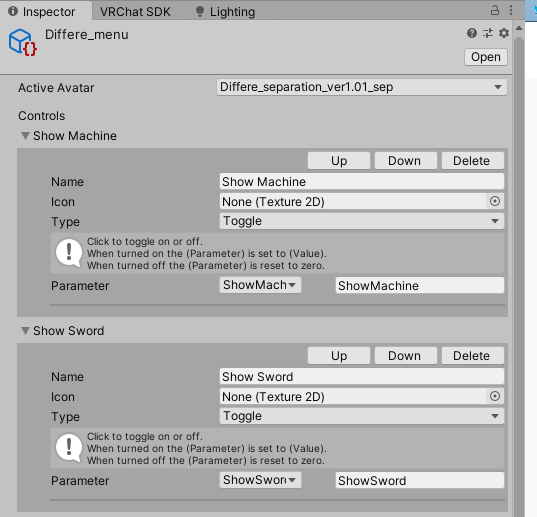 Inspector
VRChat SDK
Lighting
Differe_menu
Open
Active Avatar
Differe_separation_ver1.01_sep
Controls
Show Machine
Up
Down
Delete
Name
Show Machine
Icon
None (Texture 2D)
Type
Toggle
Click to toggle on or off.
When turned on the (Parameter) is set to (Value).
When turned off the (Parameter) is reset to zero.
Parameter
ShowMach
ShowMachine
Show Sword
Up
Down
Delete
Name
Show Sword
Icon
None (Texture 2D)
Type
Toggle
Click to toggle on or off.
When turned on the (Parameter) is set to (Value).
When turned off the (Parameter) is reset to zero.
Parameter
ShowSwor
ShowSword